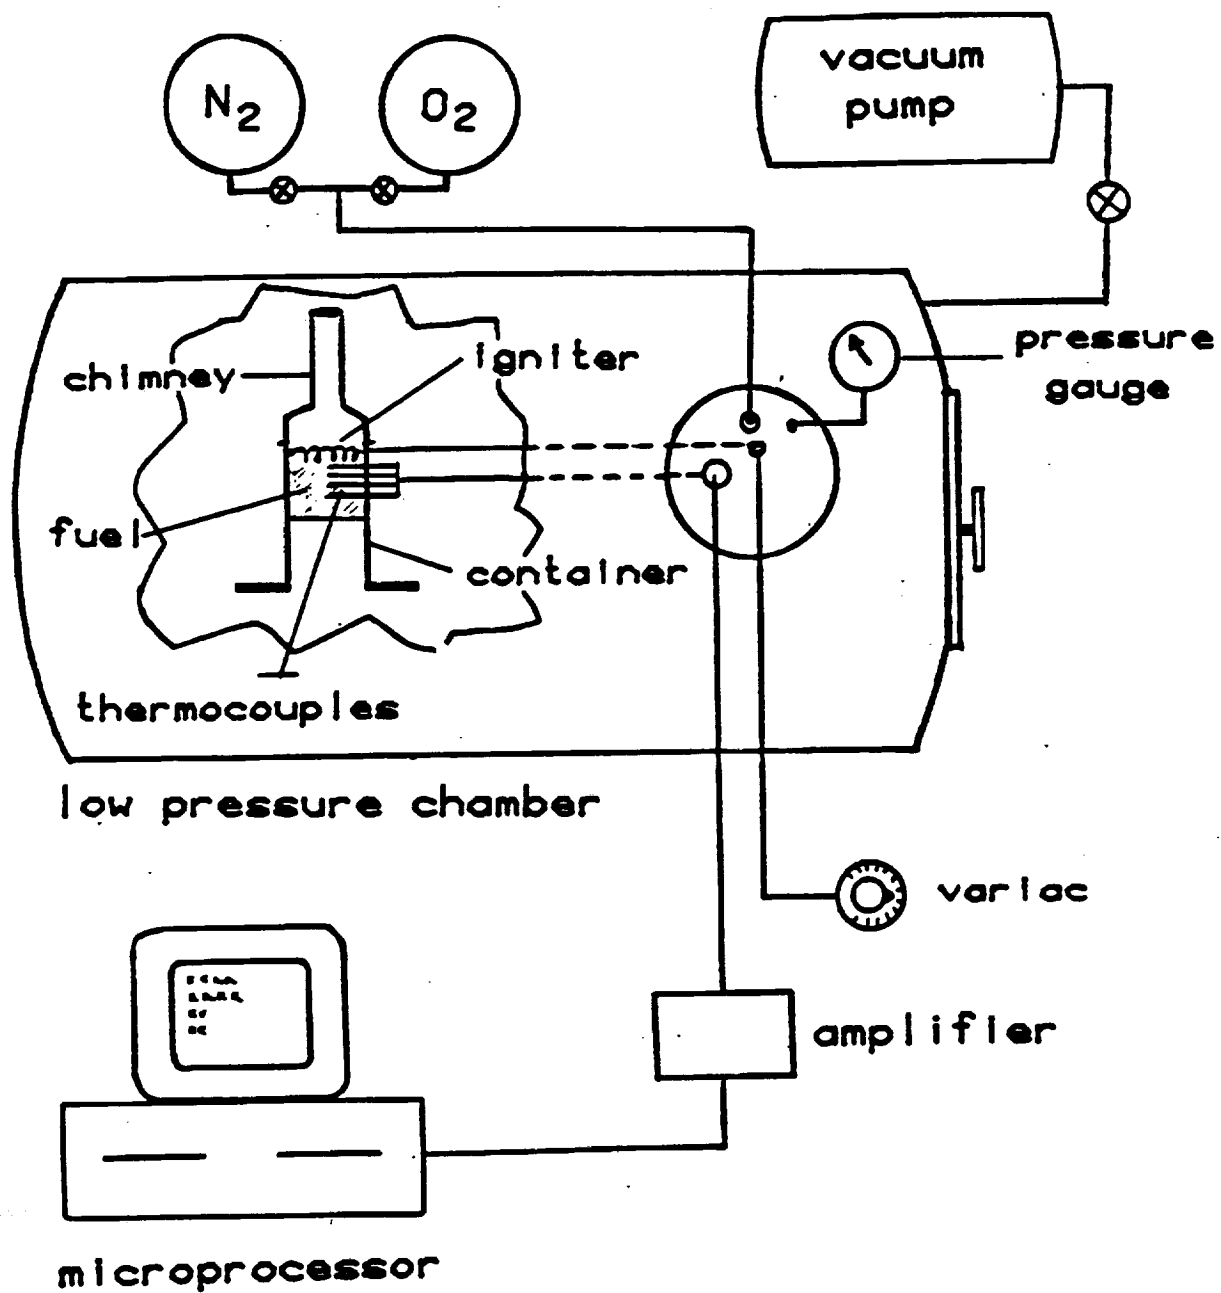 N2
O2
vacuum
pump
pressure
gauge
chimney
igniter
fuel
container
thermocouples
low pressure chamber
variac
amplifier
microprocessor